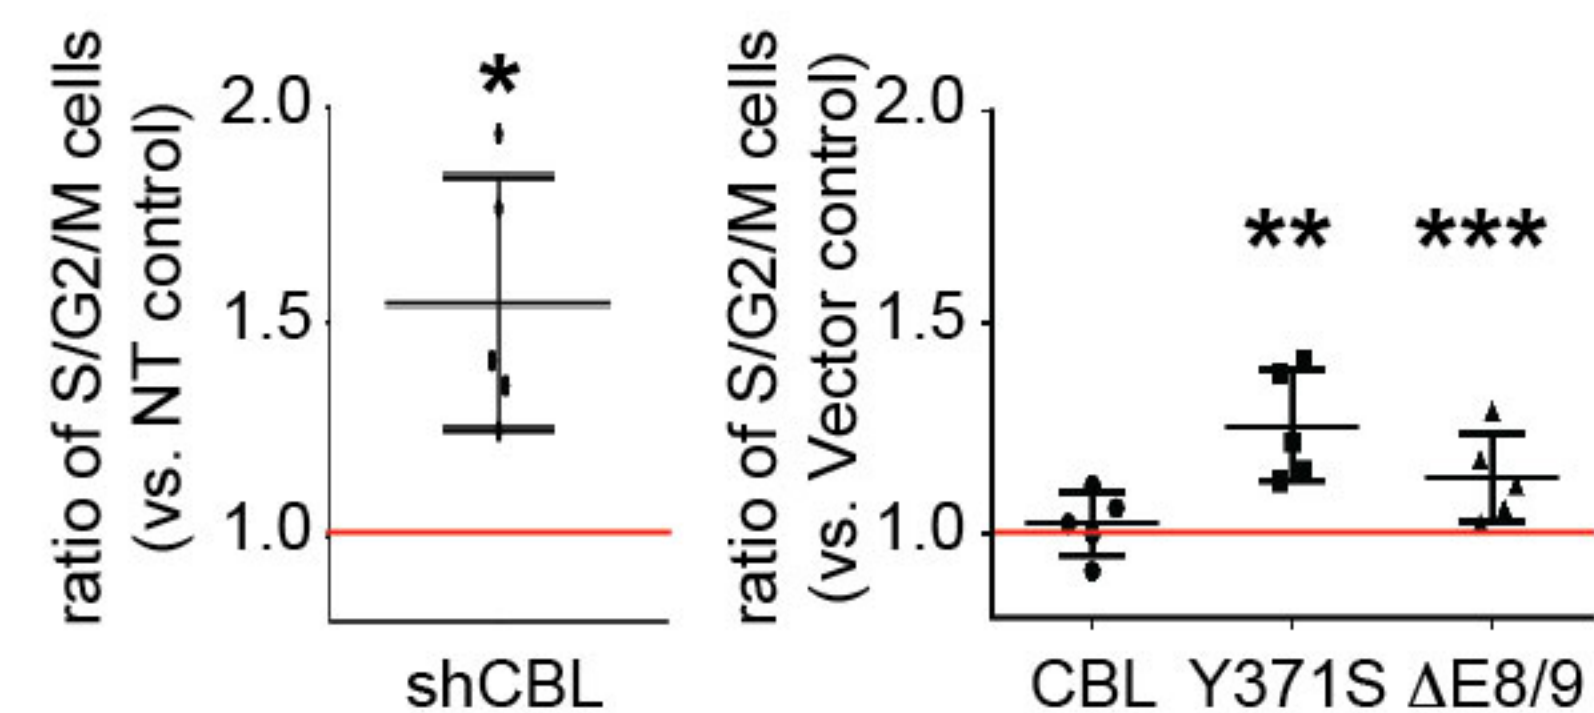 ratio of S/G2/M cells
(vs. NT control)
2.0
1.5
1.0
*
shCBL
ratio of S/G2/M cells
(vs. Vector control)
2.0
1.5
1.0
** ***
CBL Y371S ΔE8/9